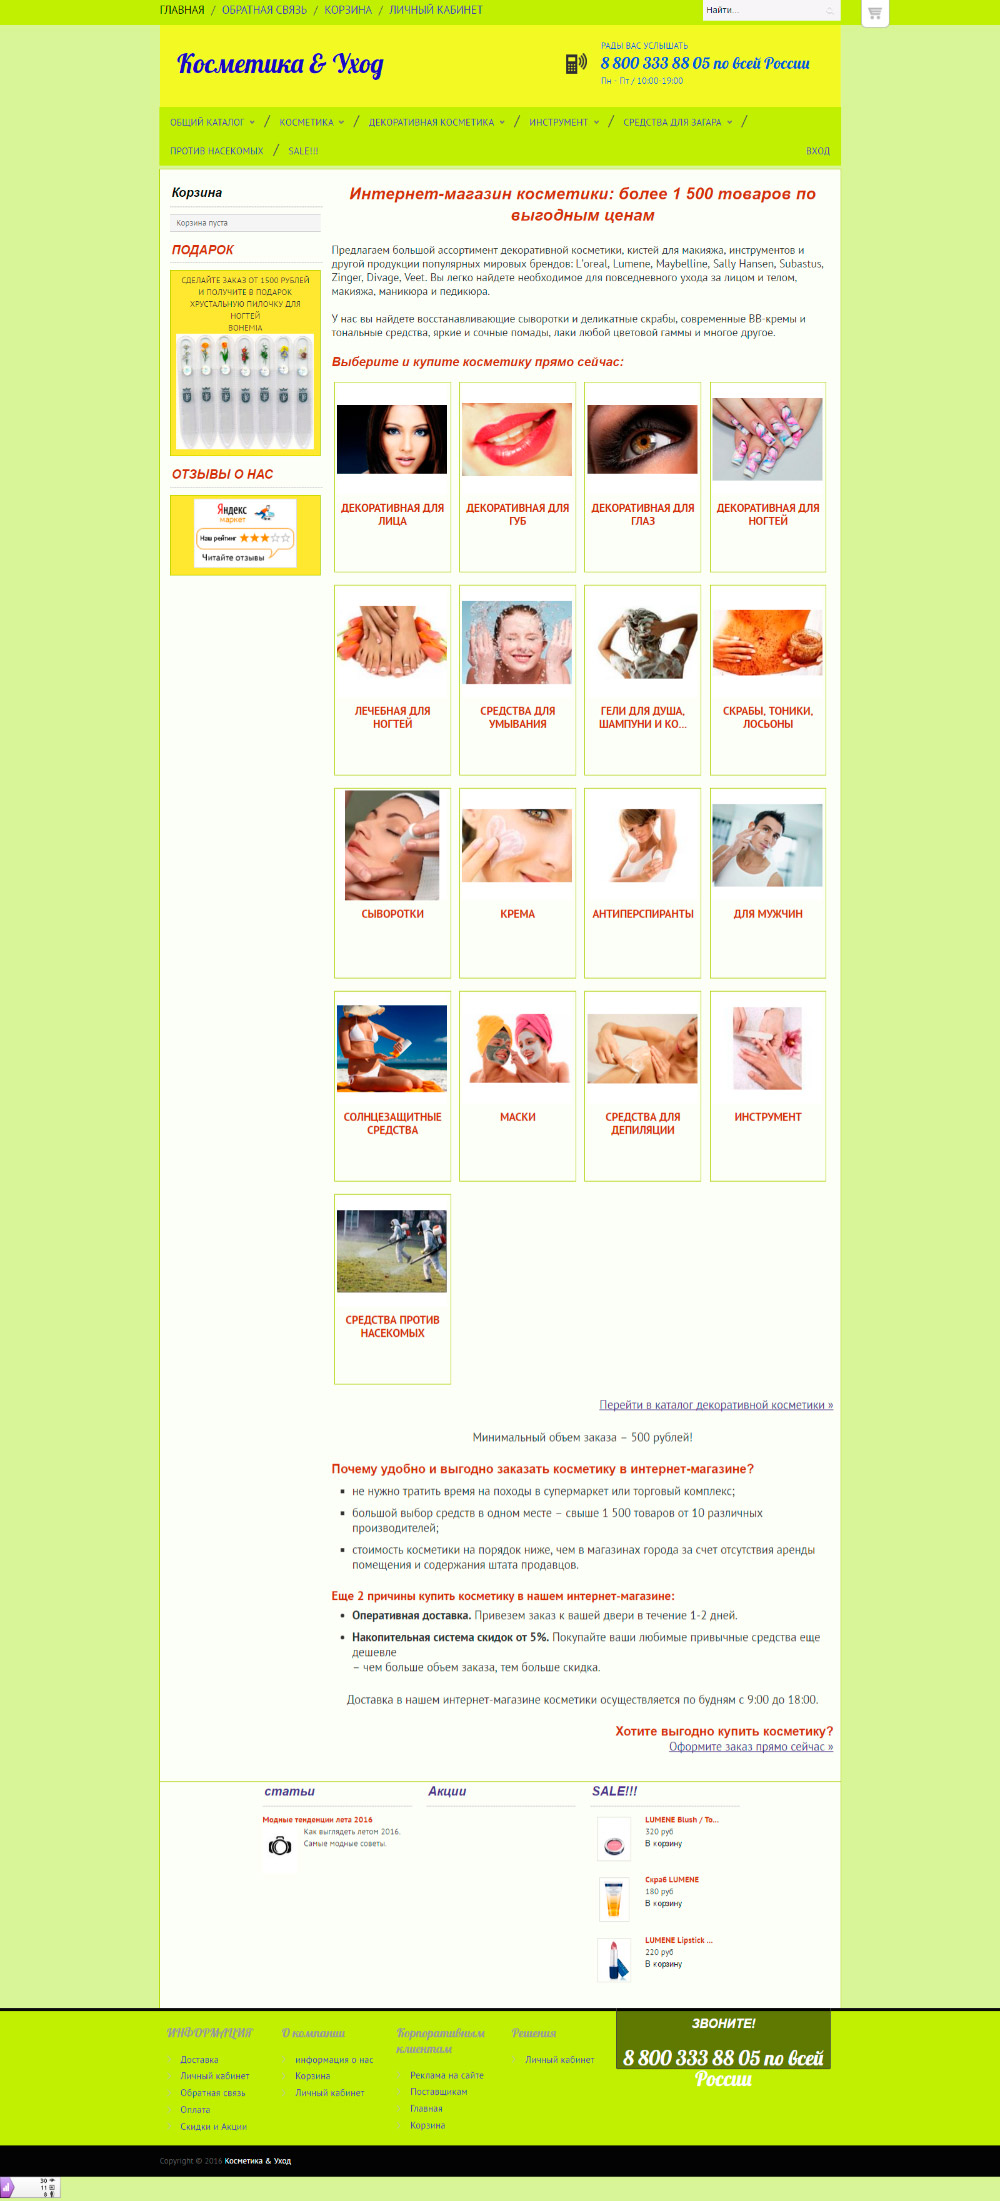 ГЛАВНАЯ / ОБРАТНАЯ СВЯЗЬ / КОРЗИНА / ЛИЧНЫЙ КАБИНЕТ
Найти...
Косметика & Уход
РАДЫ ВАС УСЛЫШАТЬ
8 800 333 88 05 по всей России
Пн - Пт / 10:00-19:00
ОБЩИЙ КАТАЛОГ / КОСМЕТИКА / ДЕКОРАТИВНАЯ КОСМЕТИКА / ИНСТРУМЕНТ / СРЕДСТВА ДЛЯ ЗАГАРА /
ПРОТИВ НАСЕКОМЫХ / SALE!!!
ВХОД
Корзина
Корзина пуста
ПОДАРОК
СДЕЛАЙТЕ ЗАКАЗ ОТ 1500 РУБЛЕЙ
И ПОЛУЧИТЕ В ПОДАРОК
ХРУСТАЛЬНУЮ ПИЛОЧКУ ДЛЯ
НОГТЕЙ
BOHEMIA
ОТЗЫВЫ О НАС
Яндекс
маркет
Наш рейтинг
Читайте отзывы
Интернет-магазин косметики: более 1 500 товаров по
выгодным ценам
Предлагаем большой ассортимент декоративной косметики, кистей для макияжа, инструментов и
другой продукции популярных мировых брендов: L'oreal, Lumene, Maybelline, Sally Hansen, Subastus,
Zinger, Divage, Veet. Вы легко найдете необходимое для повседневного ухода за лицом и телом,
макияжа, маникюра и педикюра.
У нас вы найдете восстанавливающие сыворотки и деликатные скрабы, современные BB-кремы и
тональные средства, яркие и сочные помады, лаки любой цветовой гаммы и многое другое.
Выберите и купите косметику прямо сейчас:
ДЕКОРАТИВНАЯ ДЛЯ
ЛИЦА
ДЕКОРАТИВНАЯ ДЛЯ
ГУБ
ДЕКОРАТИВНАЯ ДЛЯ
ГЛАЗ
ДЕКОРАТИВНАЯ ДЛЯ
НОГТЕЙ
ЛЕЧЕБНАЯ ДЛЯ
НОГТЕЙ
СРЕДСТВА ДЛЯ
УМЫВАНИЯ
ГЕЛИ ДЛЯ ДУША,
ШАМПУНИ И КО...
СКРАБЫ, ТОНИКИ,
ЛОСЬОНЫ
СЫВОРОТКИ
КРЕМА
АНТИПЕРСПИРАНТЫ
ДЛЯ МУЖЧИН
СОЛНЦЕЗАЩИТНЫЕ
СРЕДСТВА
МАСКИ
СРЕДСТВА ДЛЯ
ДЕПИЛЯЦИИ
ИНСТРУМЕНТ
СРЕДСТВА ПРОТИВ
НАСЕКОМЫХ
Перейти в каталог декоративной косметики »
Минимальный объем заказа – 500 рублей!
Почему удобно и выгодно заказать косметику в интернет-магазине?
▪ не нужно тратить время на походы в супермаркет или торговый комплекс;
▪ большой выбор средств в одном месте – свыше 1 500 товаров от 10 различных
производителей;
▪ стоимость косметики на порядок ниже, чем в магазинах города за счет отсутствия аренды
помещения и содержания штата продавцов.
Еще 2 причины купить косметику в нашем интернет-магазине:
• Оперативная доставка. Привезем заказ к вашей двери в течение 1-2 дней.
• Накопительная система скидок от 5%. Покупайте ваши любимые привычные средства еще
дешевле
– чем больше объем заказа, тем больше скидка.
Доставка в нашем интернет-магазине косметики осуществляется по будням с 9:00 до 18:00.
Хотите выгодно купить косметику?
Оформите заказ прямо сейчас »
статьи
Модные тенденции лета 2016
Как выглядеть летом 2016.
Самые модные советы.
Акции
SALE!!!
LUMENE Blush / To...
320 руб
В корзину
Скраб LUMENE
180 руб
В корзину
LUMENE Lipstick ...
220 руб
В корзину
ИНФОРМАЦИЯ
Доставка
Личный кабинет
Обратная связь
Оплата
Скидки и Акции
О компании
информация о нас
Корзина
Личный кабинет
Корпоративным
клиентам
Реклама на сайте
Поставщикам
Главная
Корзина
Решения
Личный кабинет
ЗВОНИТЕ!
8 800 333 88 05 по всей
России
Copyright © 2016 Косметика & Уход
30
11
8